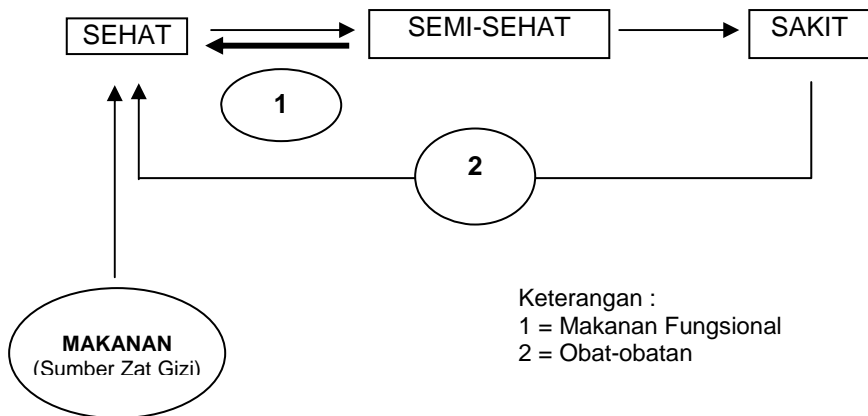 SEHAT
SEMI-SEHAT
SAKIT
1
2
MAKANAN
(Sumber Zat Gizi)
Keterangan :
1 = Makanan Fungsional
2 = Obat-obatan